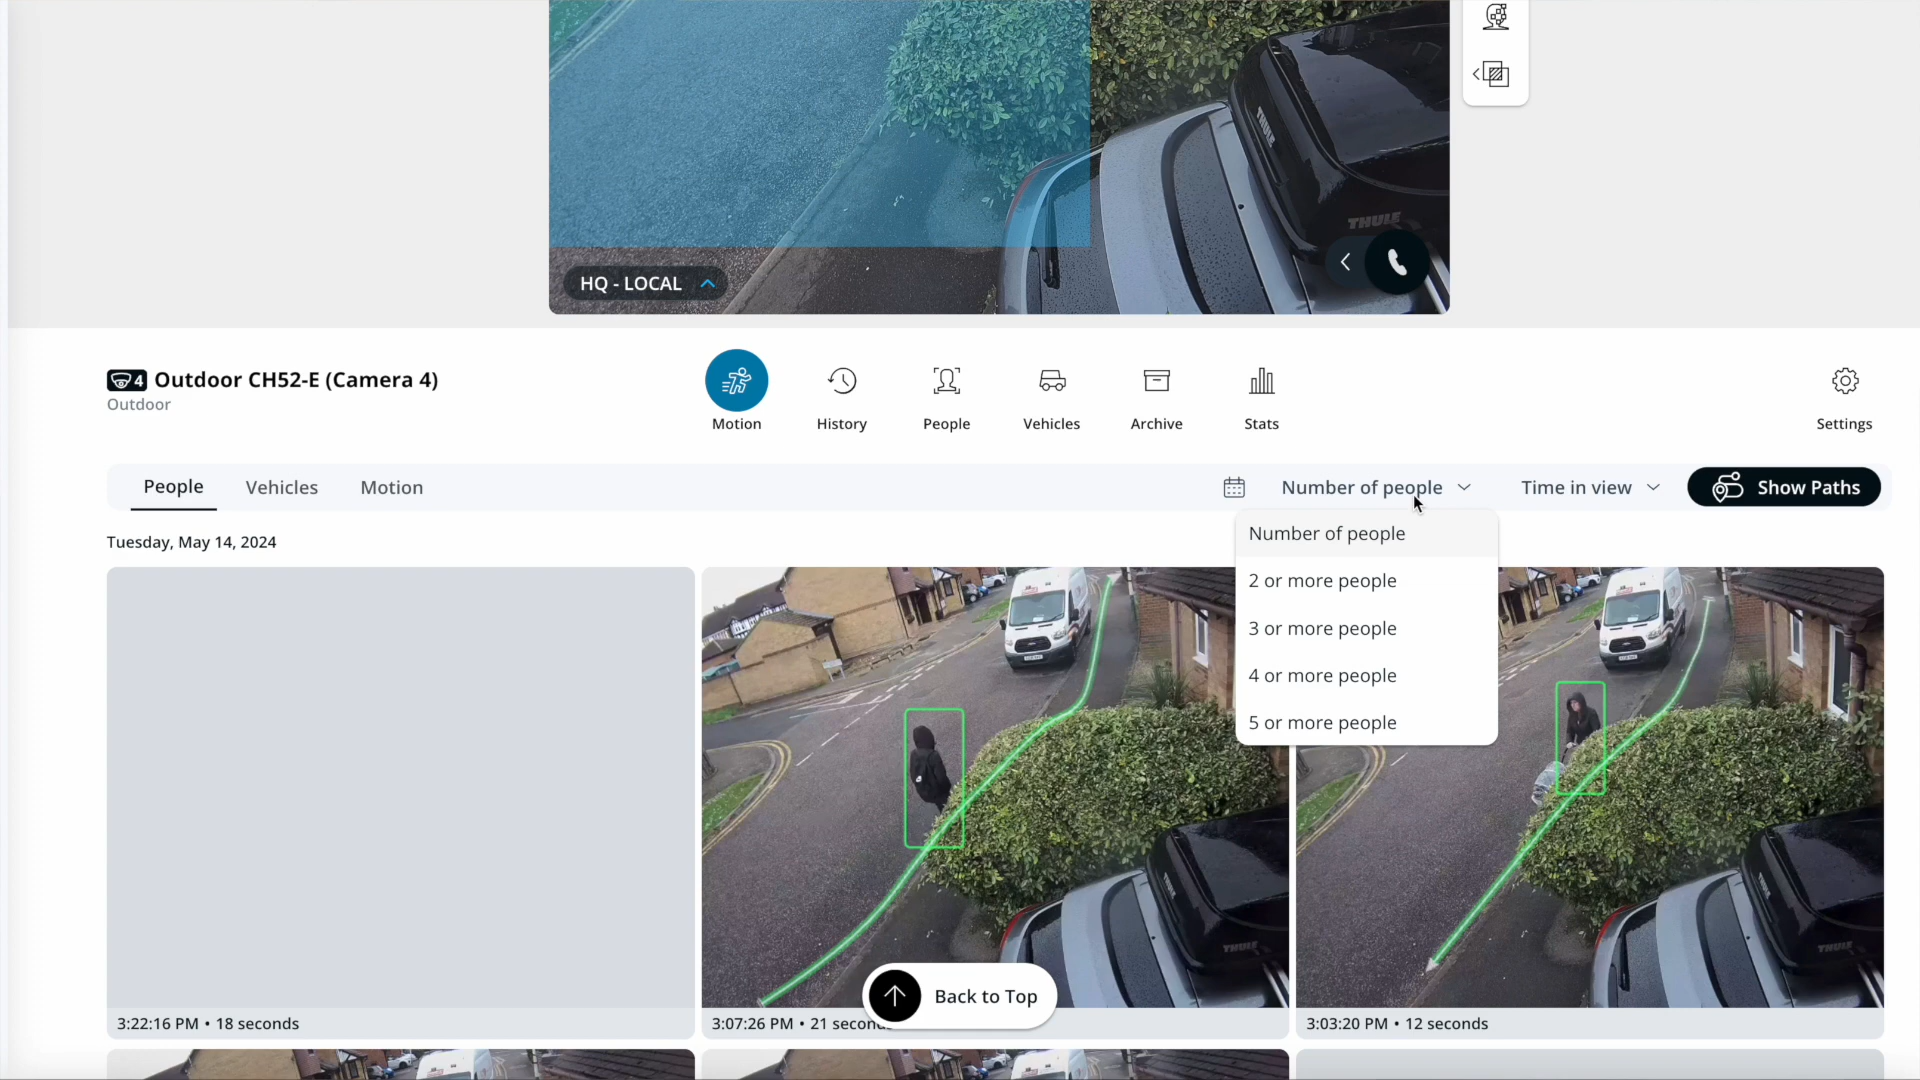 THULE
THULE
HQ - LOCAL
4 Outdoor CH52-E (Camera 4)
Outdoor
Motion
History
People
Vehicles
Archive
Stats
Settings
People
Vehicles
Motion
Number of people
Time in view
Show Paths
Number of people
2 or more people
3 or more people
4 or more people
5 or more people
Tuesday, May 14, 2024
THULE
THULE
Back to Top
3:22:16 PM • 18 seconds
3:07:26 PM • 21 secon
3:03:20 PM • 12 seconds